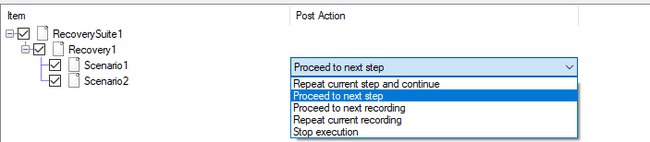 Item Post Action
RecoverySuite1
Recovery1
Scenario1 Proceed to next step
Scenario2 Repeat current step and continue
Proceed to next step
Proceed to next recording
Repeat current recording
Stop execution